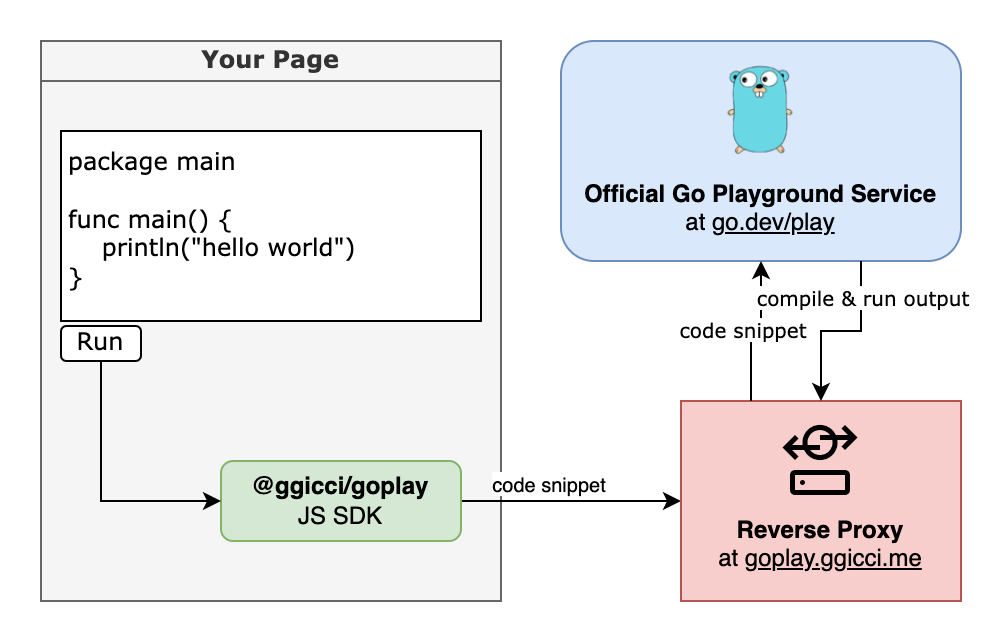 Your Page
package main
func main() {
println("hello world")
}
Run
@ggicci/goplay
JS SDK
code snippet
Official Go Playground Service
at go.dev/play
compile & run output
code snippet
Reverse Proxy
at goplay.ggicci.me